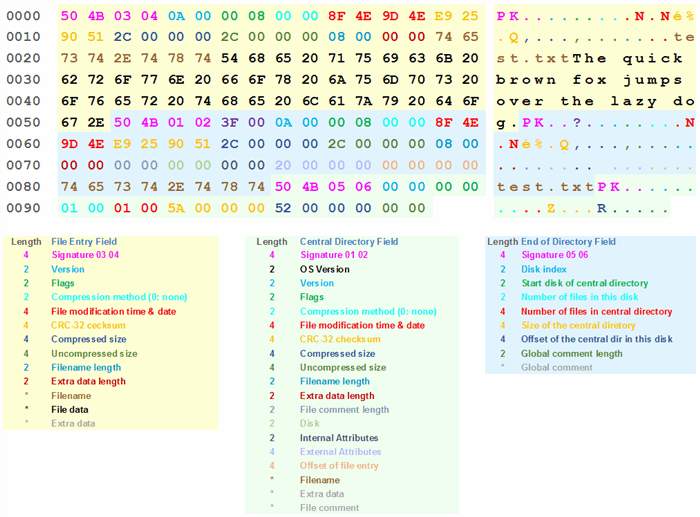 0000 50 4B 03 04 0A 00 00 08 00 00 8F 4E 9D 4E E9 25 PK.........N.Né%
0010 90 51 2C 00 00 00 2C 00 00 00 08 00 00 00 74 65 .Q,...,.......te
0020 73 74 2E 74 78 74 54 68 65 20 71 75 69 63 6B 20 st.txtThe quick
0030 62 72 6F 77 6E 20 66 6F 78 20 6A 75 6D 70 73 20 brown fox jumps
0040 6F 76 65 72 20 74 68 65 20 6C 61 7A 79 20 64 6F over the lazy do
0050 67 2E 50 4B 01 02 3F 00 0A 00 00 08 00 00 8F 4E g.PK..?........N
0060 9D 4E E9 25 90 51 2C 00 00 00 2C 00 00 00 08 00 .Né%.Q,...,.....
0070 00 00 00 00 00 00 00 00 20 00 00 00 00 00 00 00 ........ .......
0080 74 65 73 74 2E 74 78 74 50 4B 05 06 00 00 00 00 test.txtPK......
0090 01 00 01 00 5A 00 00 00 52 00 00 00 00 00 ....Z...R.....
Length File Entry Field
4 Signature 03 04
2 Version
2 Flags
2 Compression method (0: none)
4 File modification time & date
4 CRC-32 cecksum
4 Compressed size
4 Uncompressed size
2 Filename length
2 Extra data length
* Filename
* File data
* Extra data
Length Central Directory Field
4 Signature 01 02
2 OS Version
2 Version
2 Flags
2 Compression method (0: none)
4 File modification time & date
4 CRC-32 checksum
4 Compressed size
4 Uncompressed size
2 Filename length
2 Extra data length
2 File comment length
2 Disk
2 Internal Attributes
4 External Attributes
4 Offset of file entry
* Filename
* Extra data
* File comment
Length End of Directory Field
4 Signature 05 06
2 Disk index
2 Start disk of central directory
2 Number of files in this disk
4 Number of files in central directory
4 Size of the central diretory
4 Offset of the central dir in this disk
2 Global comment length
* Global comment